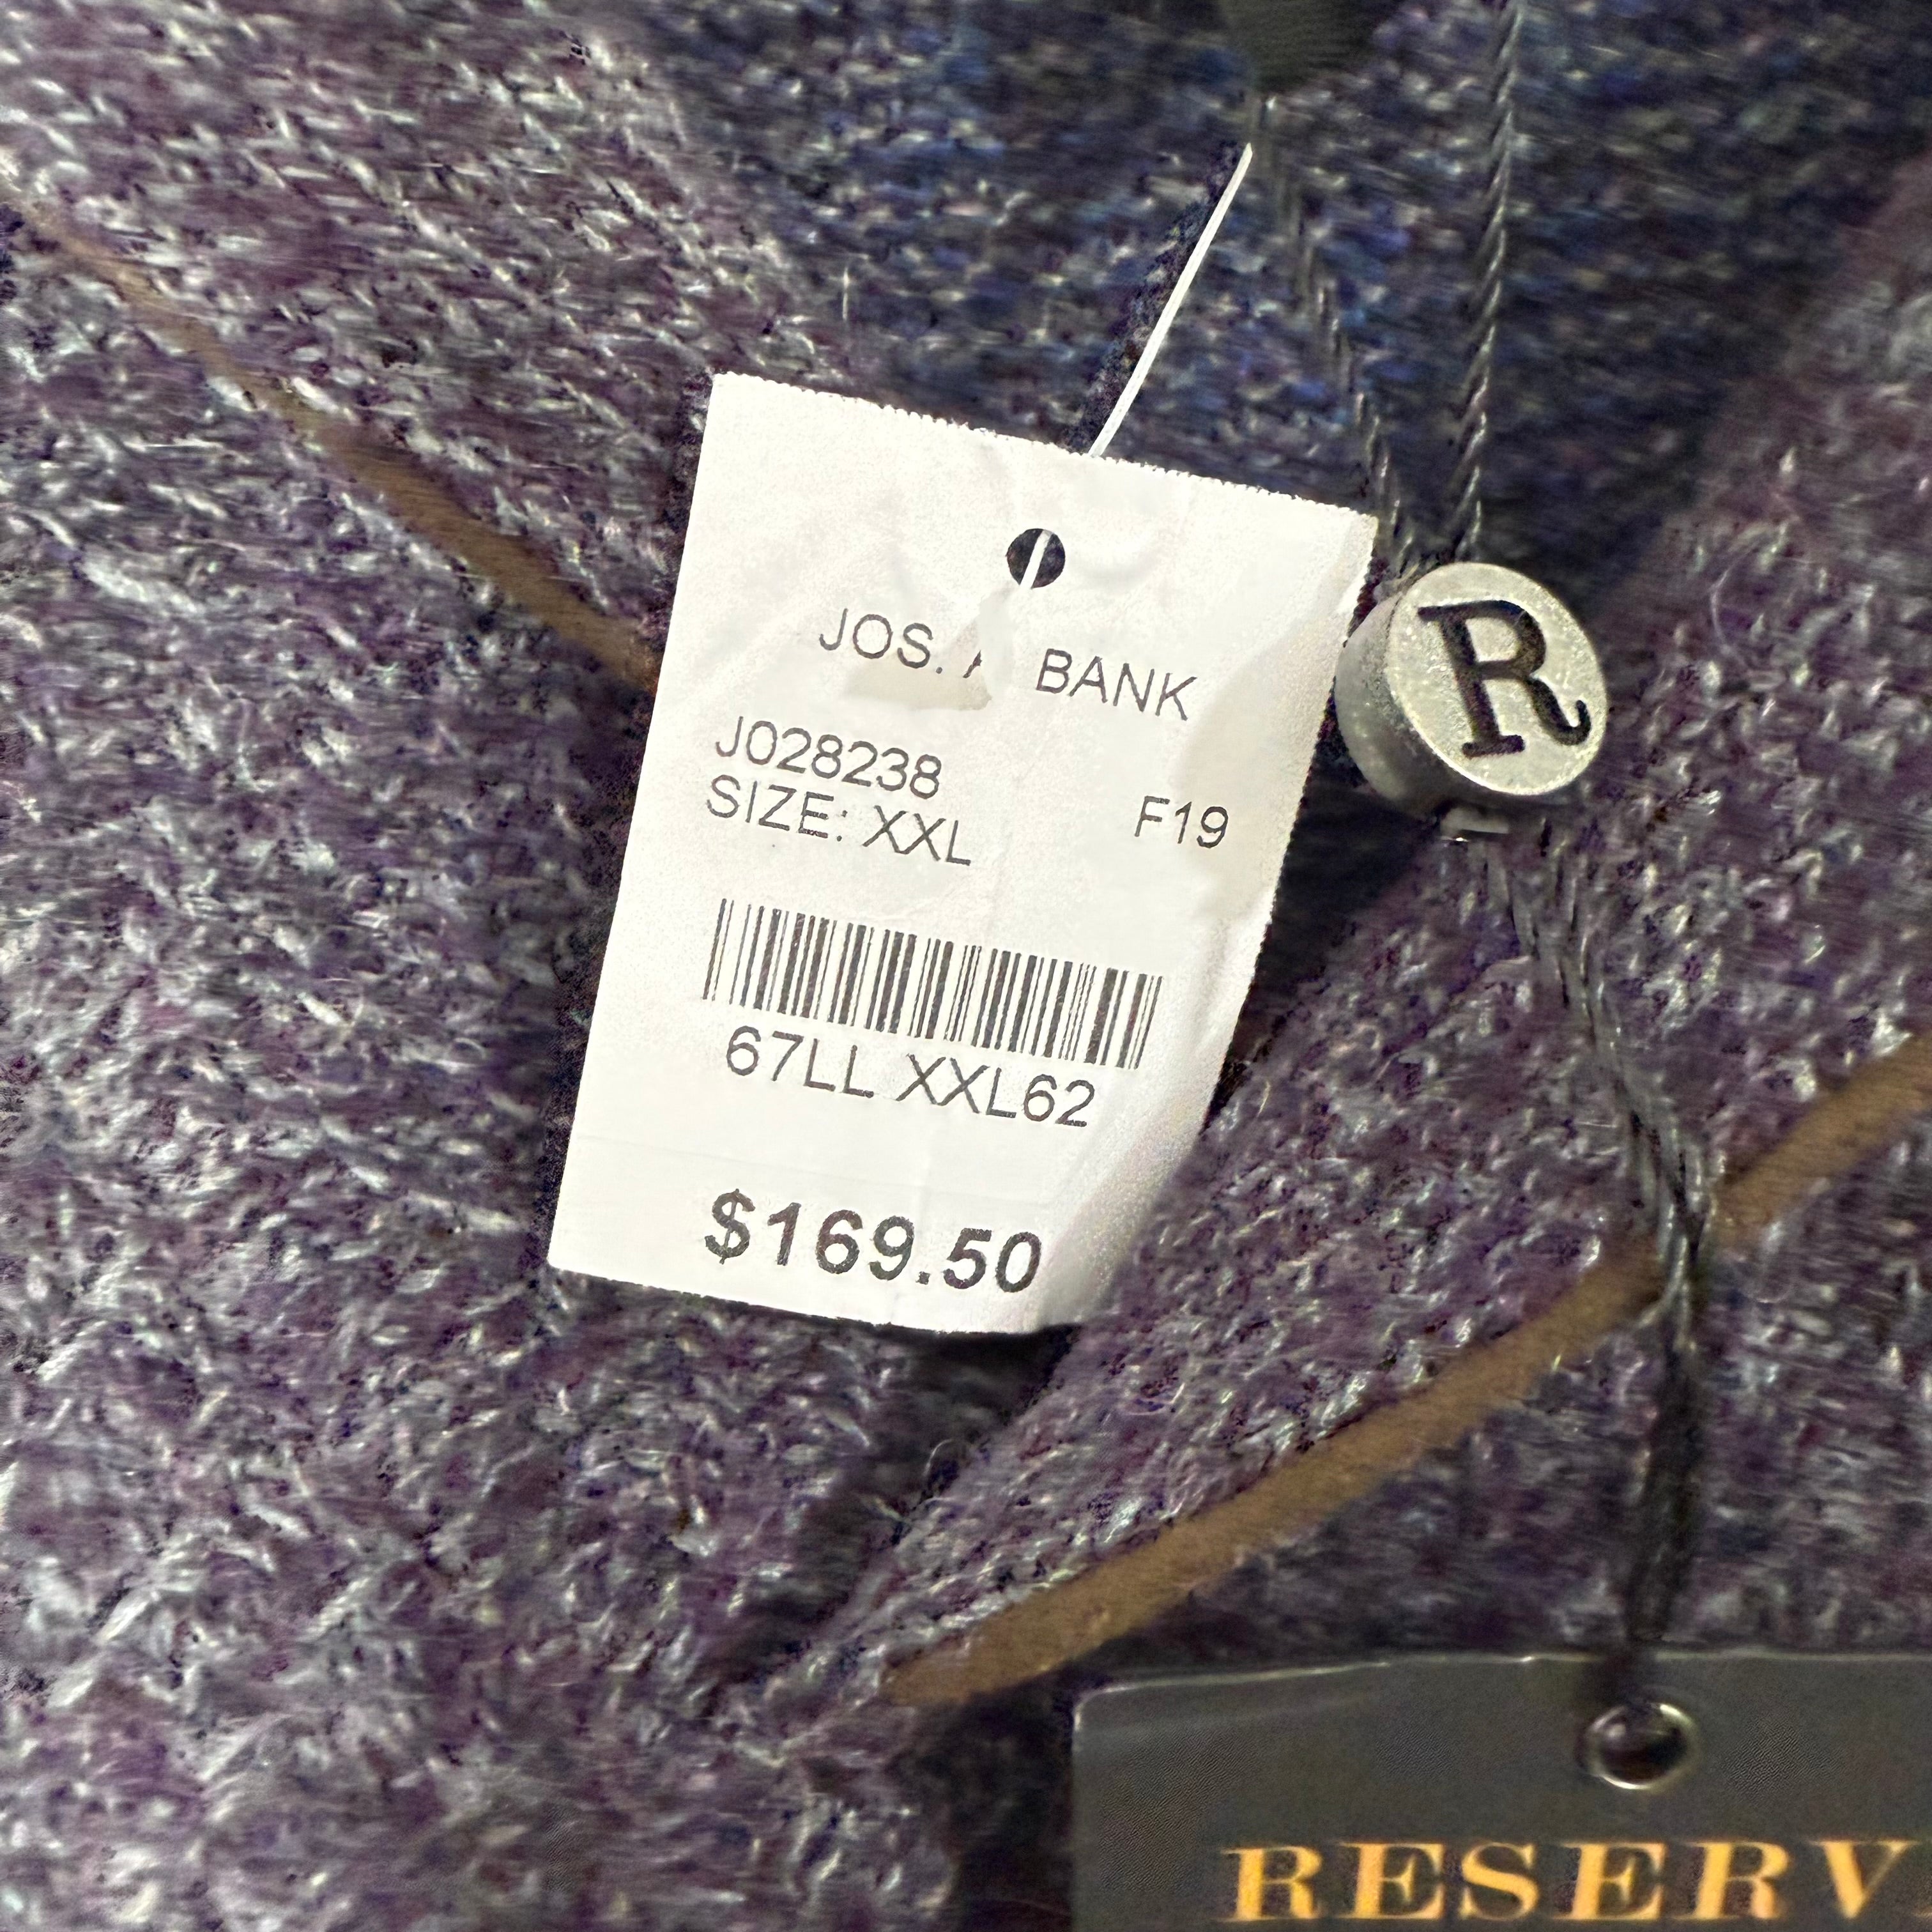 JOS. A BANK
J028238
SIZE: XXL F19
67LL XXL62
$169.50
R
RESERV